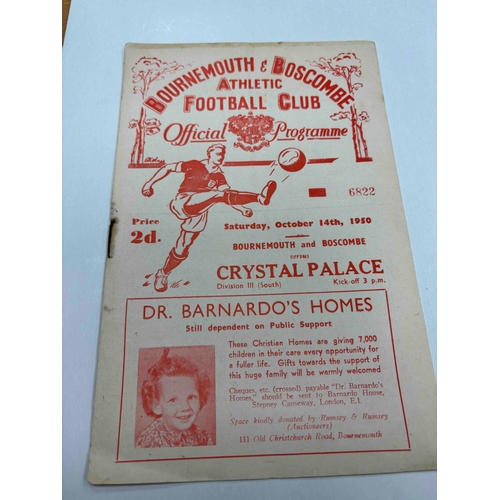 BOURNEMOUTH & BOSCOMBE
ATHLETIC
FOOTBALL CLUB
Official Programme
6822
Price
2d.
Saturday, October 14th, 1950
BOURNEMOUTH and BOSCOMBE
versus
CRYSTAL PALACE
Division III (South) Kick-off 3 p.m.
DR. BARNARDO'S HOMES
Still dependent on Public Support
These Christian Homes are giving 7,000
children in their care every opportunity for
a fuller life. Gifts towards the support of
this huge family will be warmly welcomed
Cheques, etc. (crossed) payable "Dr. Barnardo's
Homes," should be sent to Barnardo House,
Stepney Causeway, London, E.1.
Space kindly donated by Rumsey & Rumsey
(Auctioneers)
111 Old Christchurch Road, Bournemouth